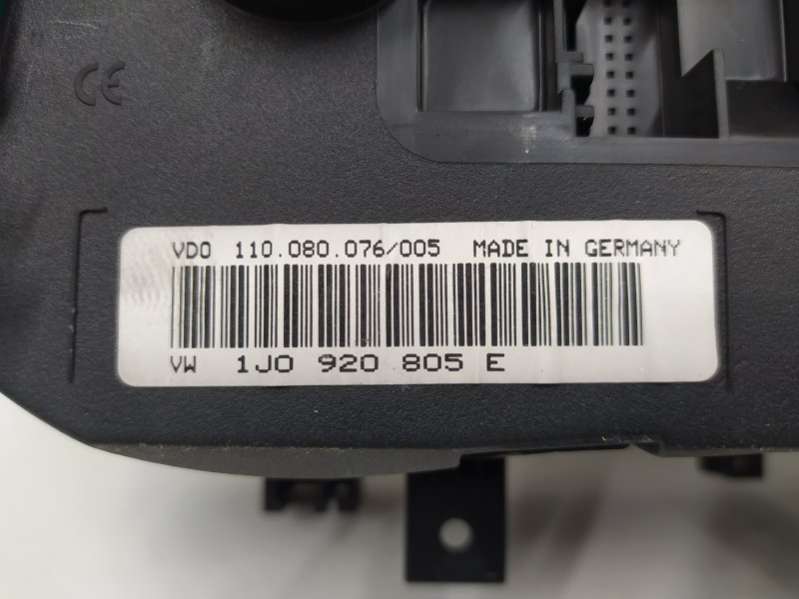 CE
VDO 110.080.076/005 MADE IN GERMANY
VW 1J0 920 805 E